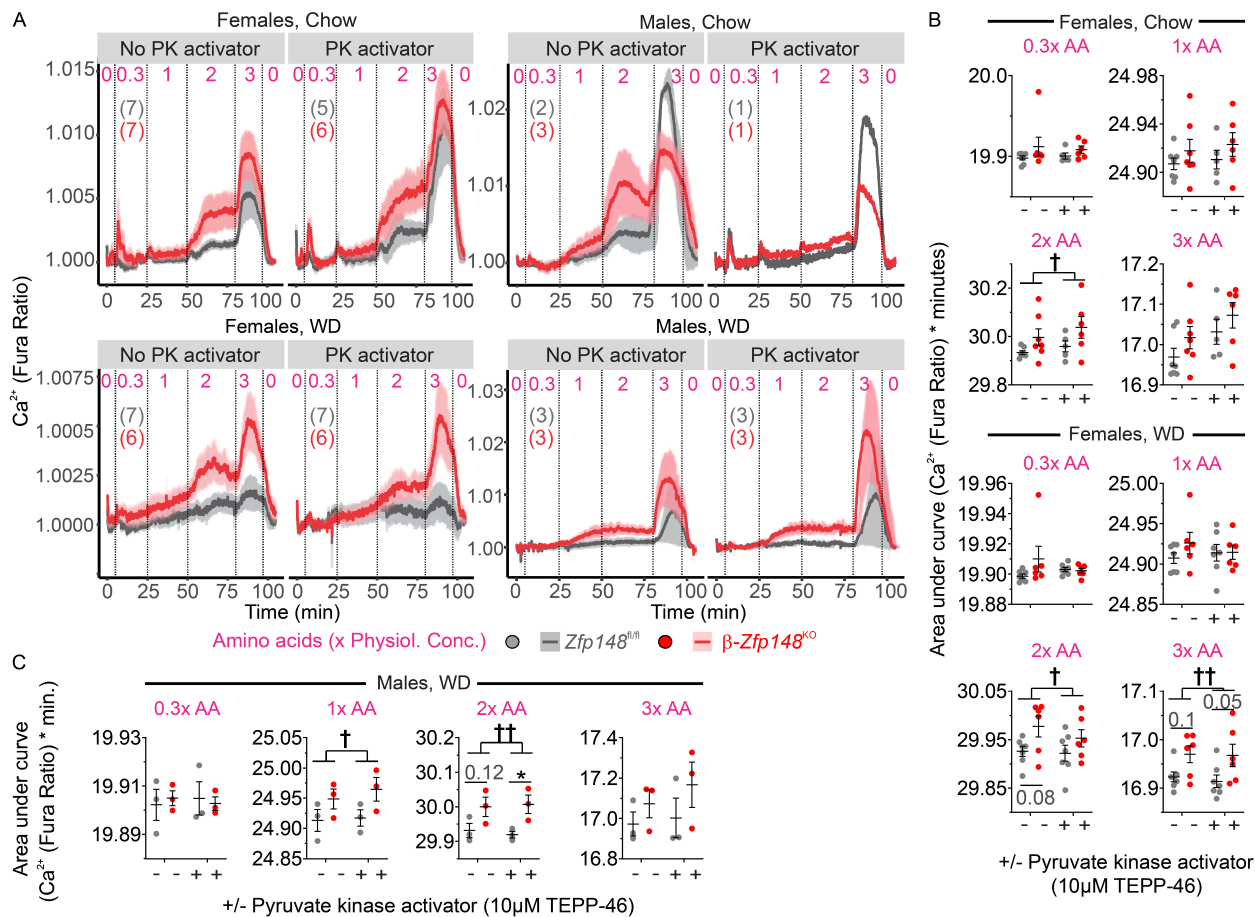 A
Females, Chow
Males, Chow
No PK activator
PK activator
No PK activator
PK activator
0 0.3 1 2 3 0
0 0.3 1 2 3 0
0 0.3 1 2 3 0
0 0.3 1 2 3 0
(7)
(7)
(5)
(6)
(2)
(3)
(1)
(1)
1.015
1.010
1.005
1.000
1.02
1.01
1.00
0 25 50 75 100
0 25 50 75 100
0 25 50 75 100
0 25 50 75 100
Ca²⁺ (Fura Ratio)
Females, WD
Males, WD
No PK activator
PK activator
No PK activator
PK activator
0 0.3 1 2 3 0
0 0.3 1 2 3 0
0 0.3 1 2 3 0
0 0.3 1 2 3 0
(7)
(6)
(7)
(6)
(3)
(3)
(3)
(3)
1.0075
1.0050
1.0025
1.0000
1.03
1.02
1.01
1.00
0 25 50 75 100
0 25 50 75 100
0 25 50 75 100
0 25 50 75 100
Time (min)
Time (min)
Amino acids (x Physiol. Conc.)
Zfp148fl/fl
β-Zfp148KO
B
Females, Chow
0.3x AA
1x AA
20.0
19.9
24.98
24.94
24.90
- - + +
- - + +
2x AA
3x AA
†
30.2
30.0
29.8
17.2
17.1
17.0
16.9
- - + +
- - + +
Area under curve (Ca²⁺ (Fura Ratio) * minutes)
Females, WD
0.3x AA
1x AA
19.96
19.94
19.92
19.90
19.88
25.00
24.95
24.90
24.85
- - + +
- - + +
2x AA
3x AA
†
††
30.05
29.95
29.85
17.1
17.0
16.9
0.08
0.1
0.05
- - + +
- - + +
+/- Pyruvate kinase activator
(10μM TEPP-46)
C
Males, WD
0.3x AA
1x AA
2x AA
3x AA
19.93
19.91
19.89
25.05
25.00
24.95
24.90
24.85
30.2
30.1
30.0
29.9
17.4
17.2
17.0
16.8
†
††
0.12
*
- - + +
- - + +
- - + +
- - + +
Area under curve
(Ca²⁺ (Fura Ratio) * min.)
+/- Pyruvate kinase activator (10μM TEPP-46)